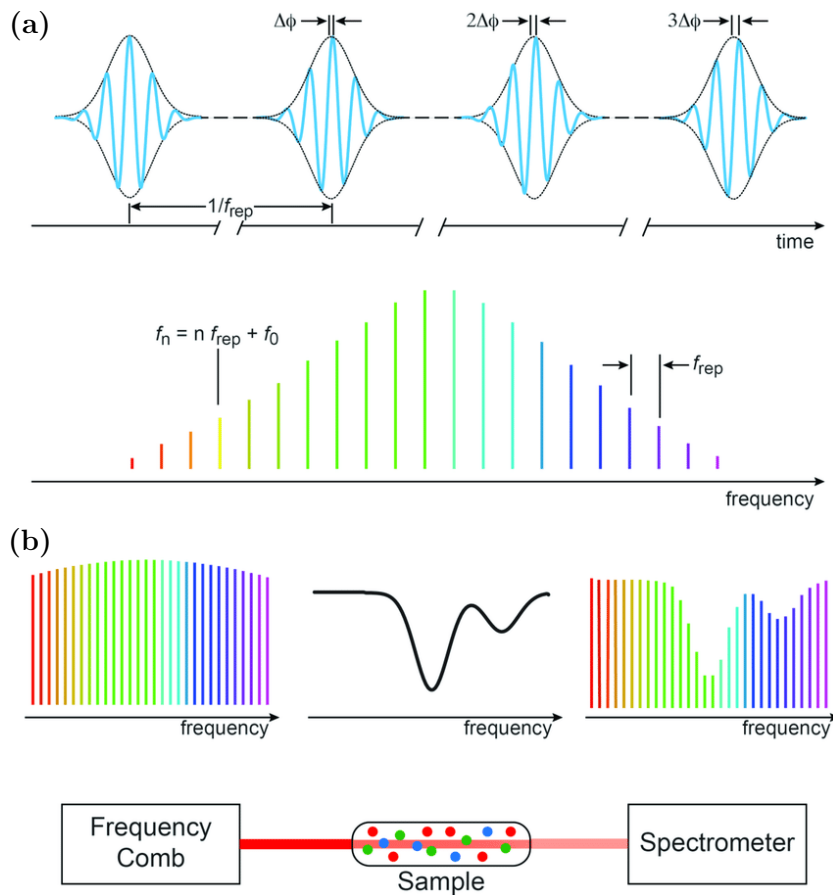 (a)
Δϕ
2Δϕ
3Δϕ
1/f_rep
time
f_n = n f_rep + f_0
f_rep
frequency
(b)
frequency
frequency
frequency
Frequency
Comb
Sample
Spectrometer